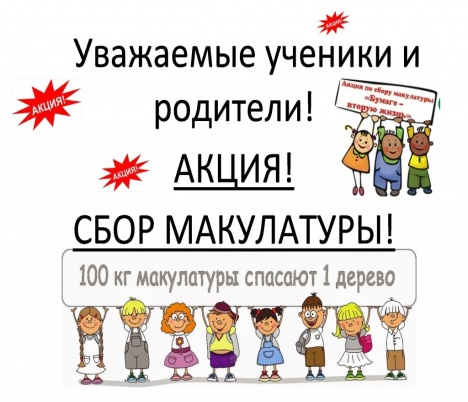 АКЦИЯ!
Уважаемые ученики и
родители!
АКЦИЯ!
Акция по сбору макулатуры
«Бумаге –
вторую жизнь»
АКЦИЯ!
АКЦИЯ!
СБОР МАКУЛАТУРЫ!
100 кг макулатуры спасают 1 дерево